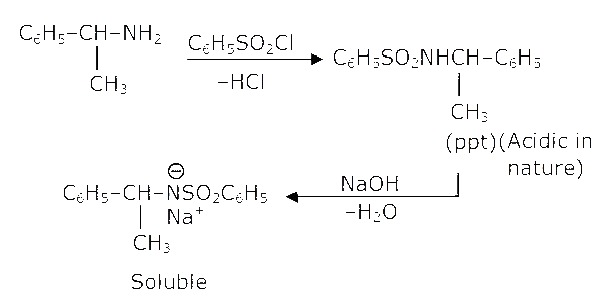 C₆H₅–CH–NH₂
CH₃
C₆H₅SO₂Cl
–HCl
C₆H₅SO₂NHCH–C₆H₅
CH₃
(ppt)(Acidic in
nature)
NaOH
–H₂O
C₆H₅–CH–N⊖SO₂C₆H₅
Na⁺
CH₃
Soluble